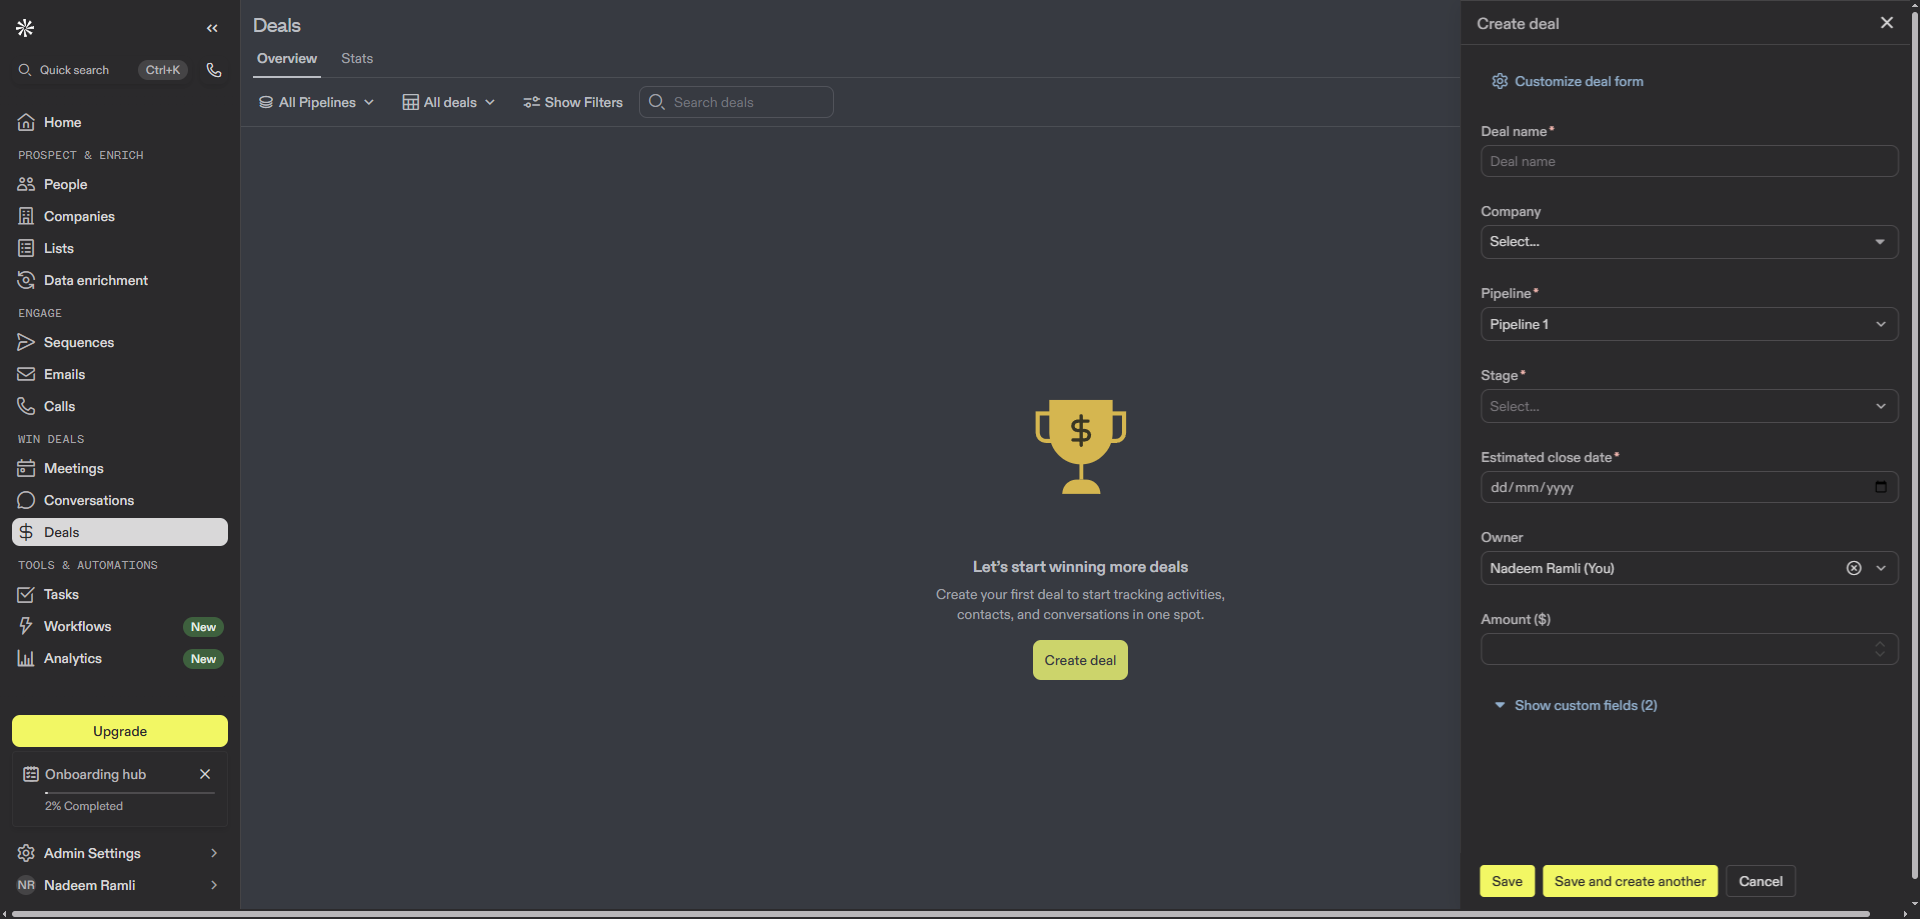 Quick search
Ctrl+K
Home
PROSPECT & ENRICH
People
Companies
Lists
Data enrichment
ENGAGE
Sequences
Emails
Calls
WIN DEALS
Meetings
Conversations
Deals
TOOLS & AUTOMATIONS
Tasks
Workflows New
Analytics New
Upgrade
Onboarding hub
2% Completed
Admin Settings
NR Nadeem Ramli
Deals
Overview Stats
All Pipelines All deals Show Filters Search deals
$
Let's start winning more deals
Create your first deal to start tracking activities,
contacts, and conversations in one spot.
Create deal
Create deal
Customize deal form
Deal name*
Deal name
Company
Select...
Pipeline*
Pipeline 1
Stage*
Select...
Estimated close date*
dd/mm/yyyy
Owner
Nadeem Ramli (You)
Amount ($)
Show custom fields (2)
Save Save and create another Cancel